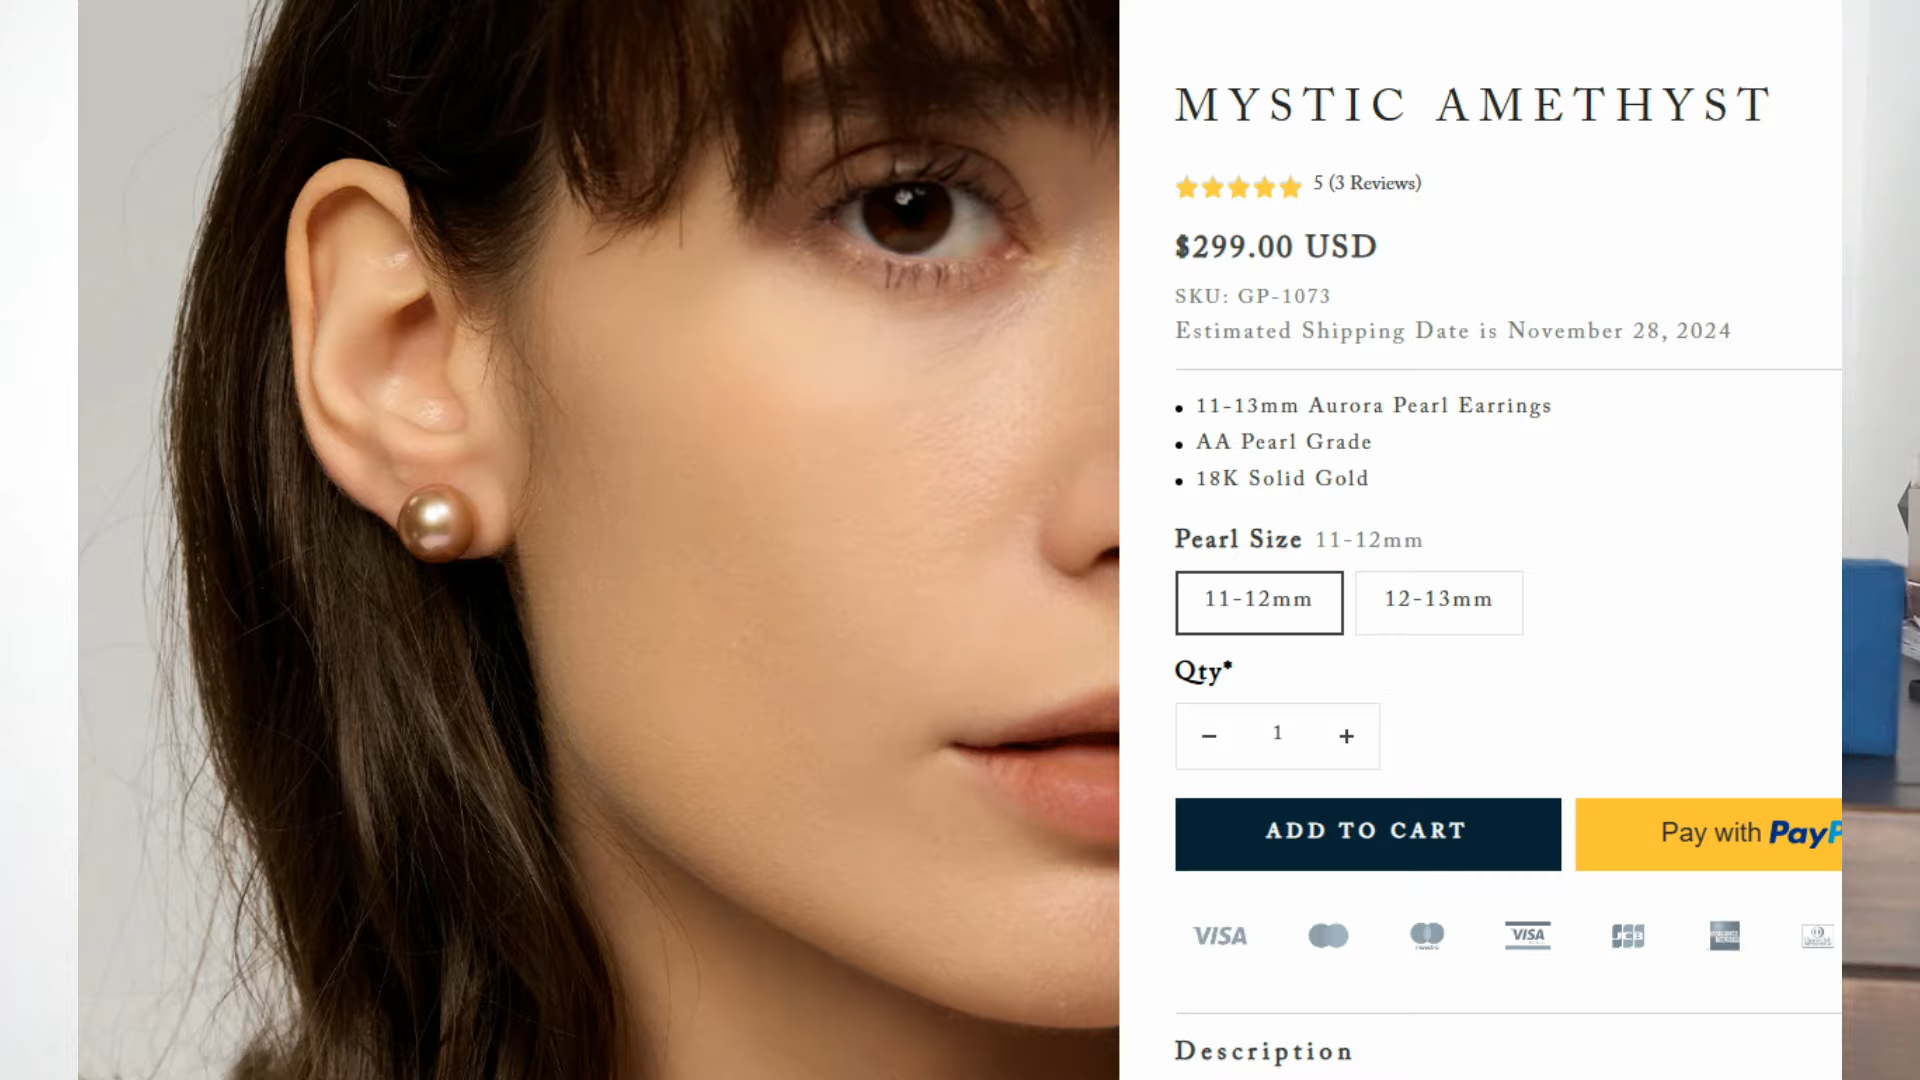 MYSTIC AMETHYST
5 (3 Reviews)
$299.00 USD
SKU: GP-1073
Estimated Shipping Date is November 28, 2024
• 11-13mm Aurora Pearl Earrings
• AA Pearl Grade
• 18K Solid Gold
Pearl Size 11-12mm
11-12mm 12-13mm
Qty*
− 1 +
ADD TO CART Pay with PayP
VISA VISA JCB
Description